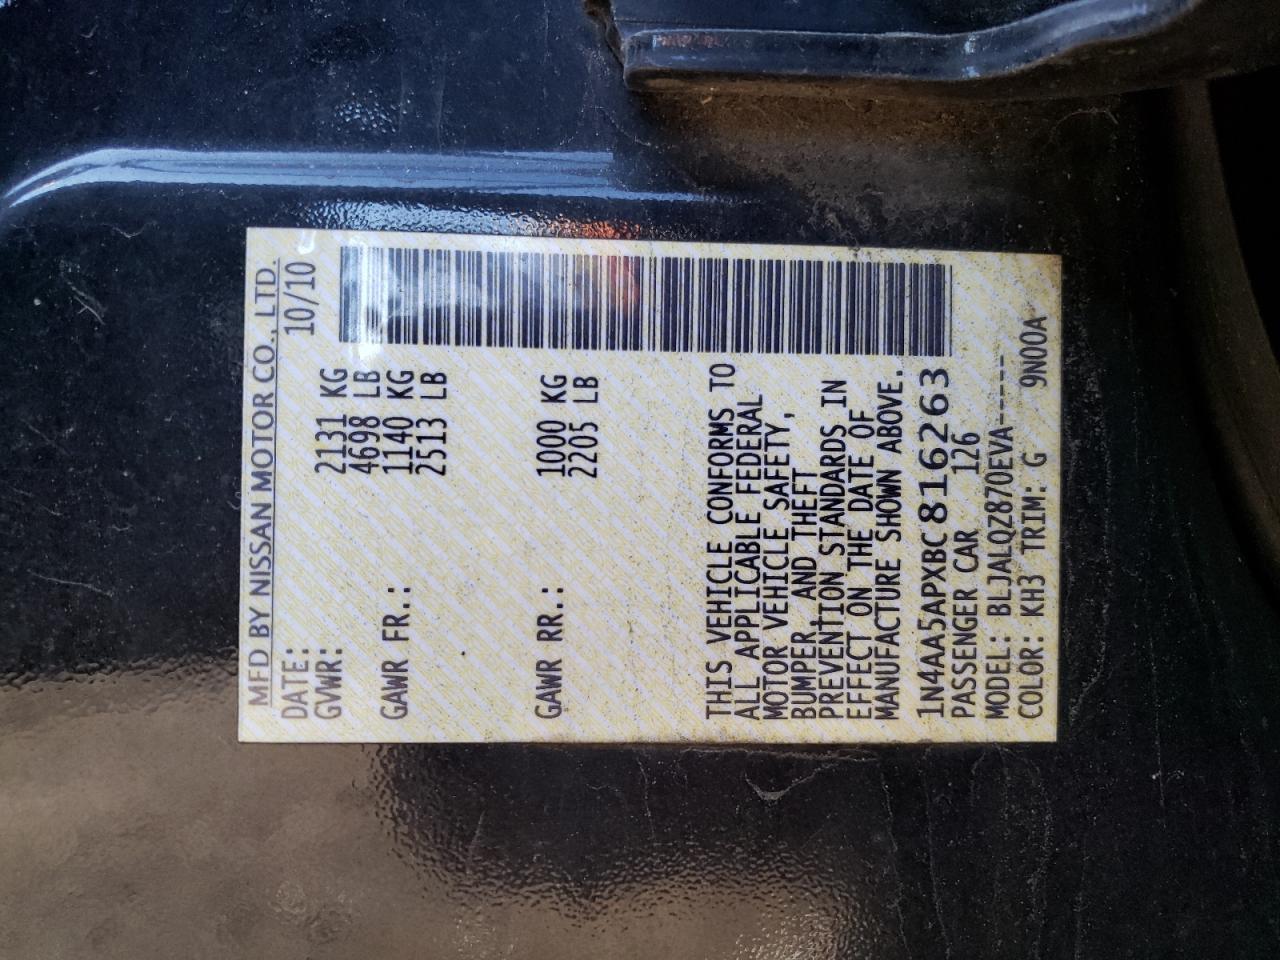 MFD BY NISSAN MOTOR CO., LTD.
DATE: 10/10
GVWR: 2131 KG
4698 LB
GAWR FR.: 1140 KG
2513 LB
GAWR RR.: 1000 KG
2205 LB
THIS VEHICLE CONFORMS TO
ALL APPLICABLE FEDERAL
MOTOR VEHICLE SAFETY,
BUMPER, AND THEFT
PREVENTION STANDARDS IN
EFFECT ON THE DATE OF
MANUFACTURE SHOWN ABOVE.
1N4AA5APXBC816263
PASSENGER CAR 126
MODEL: BLJALQZ870EVA-----
COLOR: KH3 TRIM: G 9N00A